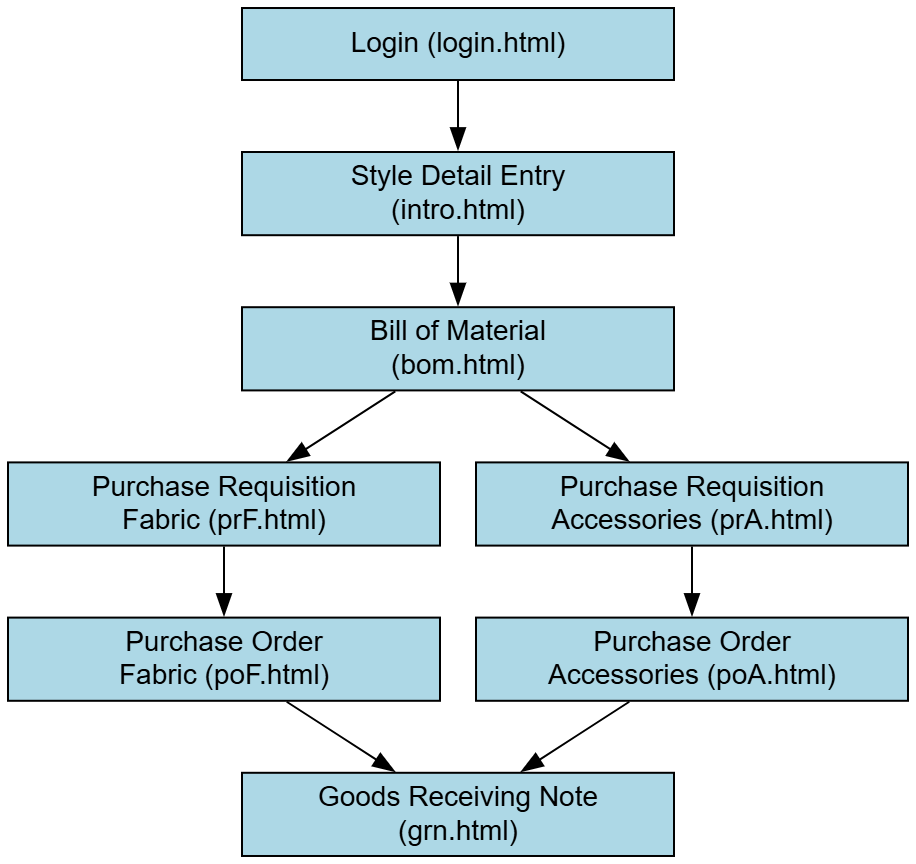 Login (login.html)
Style Detail Entry
(intro.html)
Bill of Material
(bom.html)
Purchase Requisition
Fabric (prF.html)
Purchase Requisition
Accessories (prA.html)
Purchase Order
Fabric (poF.html)
Purchase Order
Accessories (poA.html)
Goods Receiving Note
(grn.html)